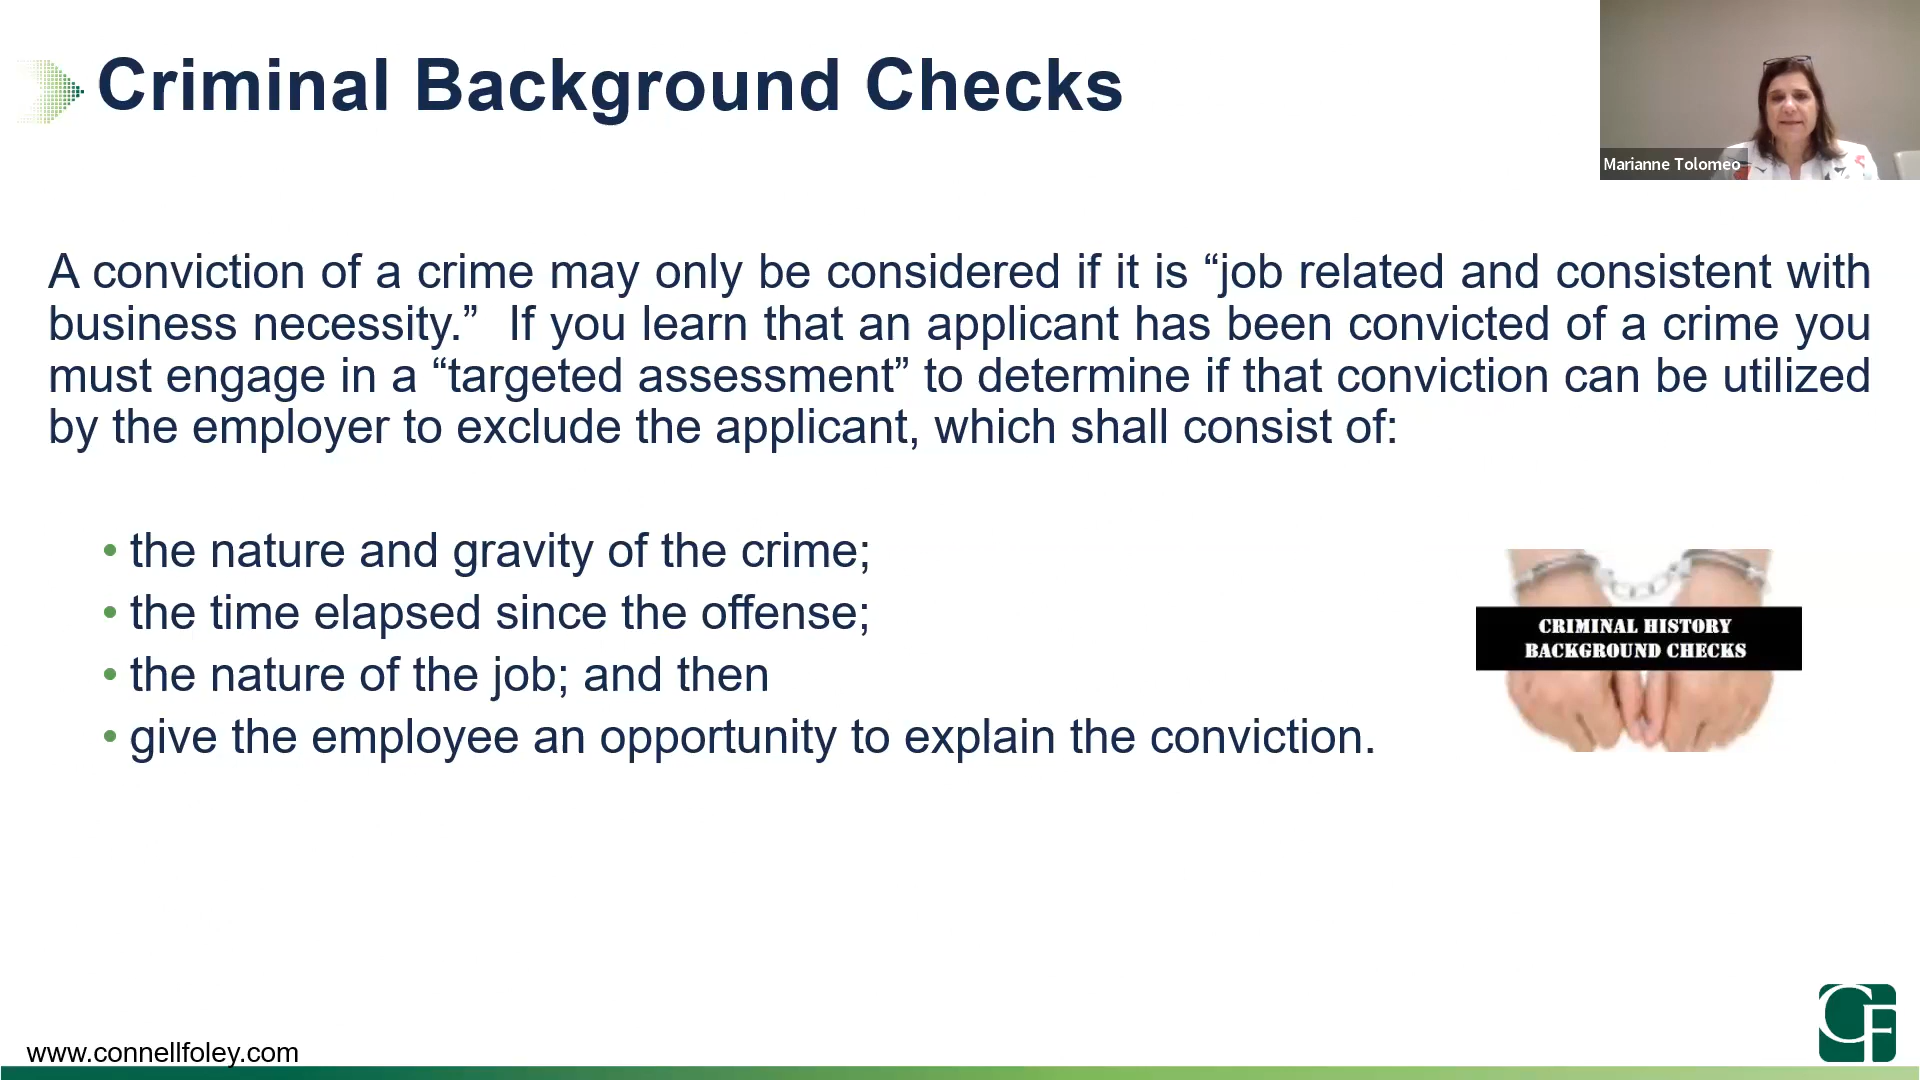 Criminal Background Checks
Marianne Tolomeo
A conviction of a crime may only be considered if it is “job related and consistent with
business necessity.”  If you learn that an applicant has been convicted of a crime you
must engage in a “targeted assessment” to determine if that conviction can be utilized
by the employer to exclude the applicant, which shall consist of:
• the nature and gravity of the crime;
• the time elapsed since the offense;
• the nature of the job; and then
• give the employee an opportunity to explain the conviction.
CRIMINAL HISTORY
BACKGROUND CHECKS
CF
www.connellfoley.com